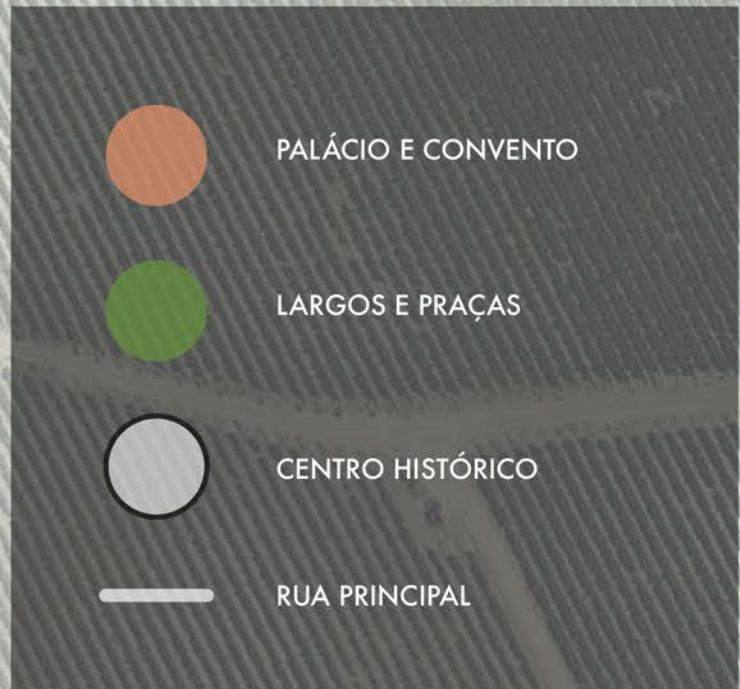 PALÁCIO E CONVENTO
LARGOS E PRAÇAS
CENTRO HISTÓRICO
RUA PRINCIPAL